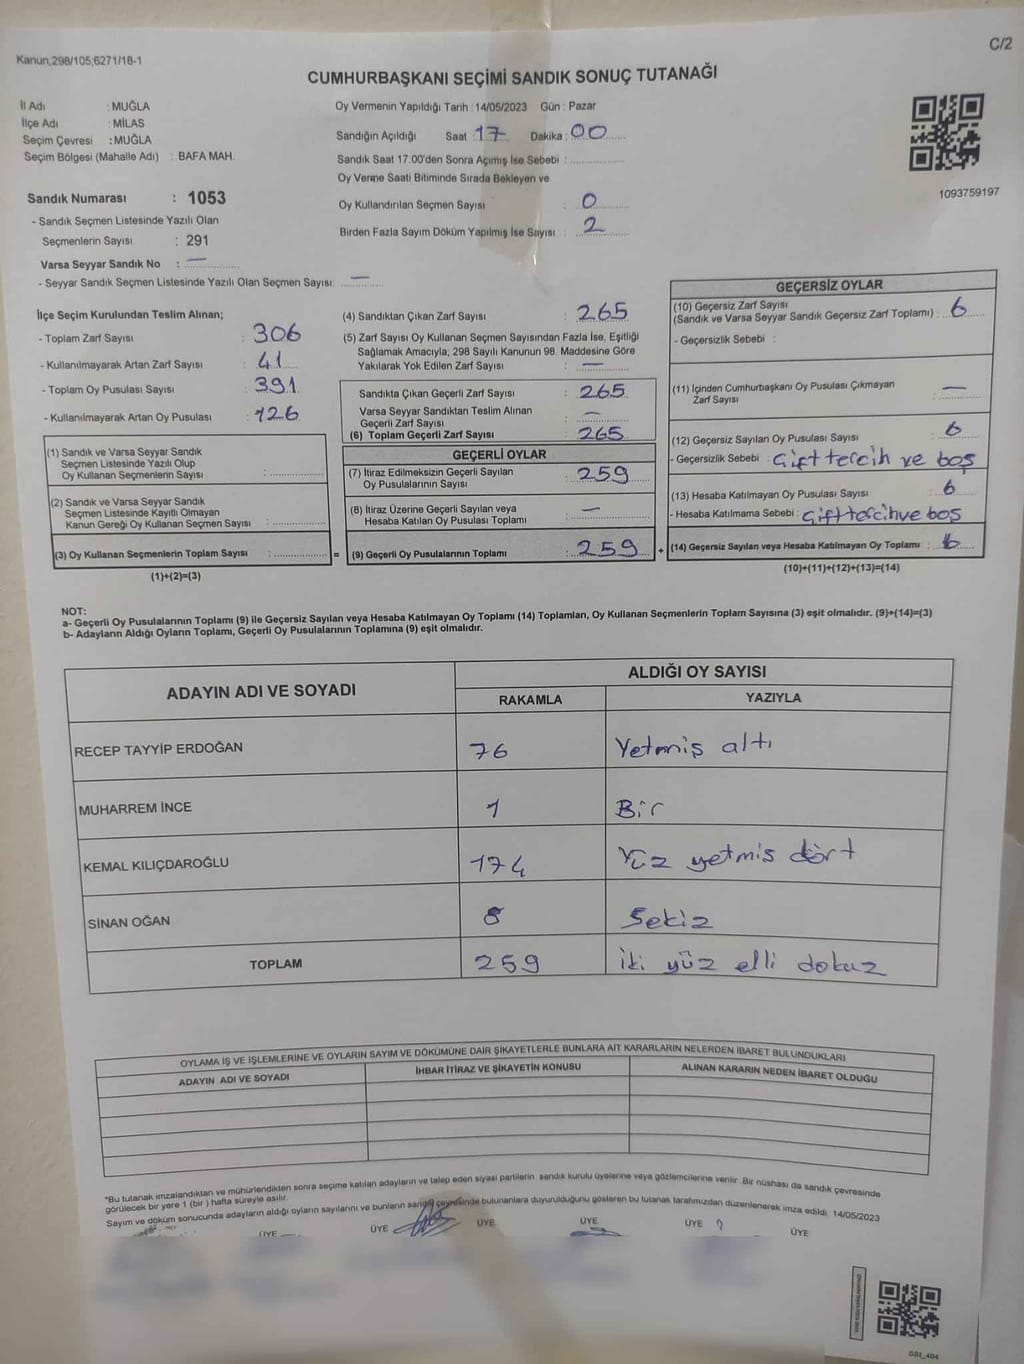 Kanun,298/105;6271/18-1
C/2
CUMHURBAŞKANI SEÇİMİ SANDIK SONUÇ TUTANAĞI
İl Adı : MUĞLA
İlçe Adı : MİLAS
Seçim Çevresi : MUĞLA
Seçim Bölgesi (Mahalle Adı) : BAFA MAH.
Oy Vermenin Yapıldığı Tarih : 14/05/2023 Gün : Pazar
Sandığın Açıldığı Saat : 17 Dakika : 00
Sandık Saat 17.00'den Sonra Açımış İse Sebebi :
Oy Verme Saati Bitiminde Sırada Bekleyen ve
Oy Kullandırılan Seçmen Sayısı : 0
Birden Fazla Sayım Döküm Yapılmış İse Sayısı : 2
1093759197
Sandık Numarası : 1053
- Sandık Seçmen Listesinde Yazılı Olan
Seçmenlerin Sayısı : 291
Varsa Seyyar Sandık No : —
- Seyyar Sandık Seçmen Listesinde Yazılı Olan Seçmen Sayısı: —
İlçe Seçim Kurulundan Teslim Alınan;
- Toplam Zarf Sayısı : 306
- Kullanılmayarak Artan Zarf Sayısı : 41
- Toplam Oy Pusulası Sayısı : 391
- Kullanılmayarak Artan Oy Pusulası : 126
(1) Sandık ve Varsa Seyyar Sandık
Seçmen Listesinde Yazılı Olup
Oy Kullanan Seçmenlerin Sayısı :
(2) Sandık ve Varsa Seyyar Sandık
Seçmen Listesinde Kayıtlı Olmayan
Kanun Gereği Oy Kullanan Seçmen Sayısı :
(3) Oy Kullanan Seçmenlerin Toplam Sayısı : =
(1)+(2)=(3)
(4) Sandıktan Çıkan Zarf Sayısı : 265
(5) Zarf Sayısı Oy Kullanan Seçmen Sayısından Fazla İse, Eşitliği
Sağlamak Amacıyla; 298 Sayılı Kanunun 98. Maddesine Göre
Yakılarak Yok Edilen Zarf Sayısı : —
Sandıkta Çıkan Geçerli Zarf Sayısı : 265
Varsa Seyyar Sandıktan Teslim Alınan
Geçerli Zarf Sayısı : —
(6) Toplam Geçerli Zarf Sayısı : 265
GEÇERLİ OYLAR
(7) İtiraz Edilmeksizin Geçerli Sayılan
Oy Pusulalarının Sayısı : 259
(8) İtiraz Üzerine Geçerli Sayılan veya
Hesaba Katılan Oy Pusulası Toplamı : —
(9) Geçerli Oy Pusulalarının Toplamı : 259 +
GEÇERSİZ OYLAR
(10) Geçersiz Zarf Sayısı
(Sandık ve Varsa Seyyar Sandık Geçersiz Zarf Toplamı) : 6
- Geçersizlik Sebebi :
(11) İçinden Cumhurbaşkanı Oy Pusulası Çıkmayan
Zarf Sayısı : —
(12) Geçersiz Sayılan Oy Pusulası Sayısı : 6
- Geçersizlik Sebebi : Çift tercih ve boş
(13) Hesaba Katılmayan Oy Pusulası Sayısı : 6
- Hesaba Katılmama Sebebi : Çift tercih ve boş
(14) Geçersiz Sayılan veya Hesaba Katılmayan Oy Toplamı : 6
(10)+(11)+(12)+(13)=(14)
NOT:
a- Geçerli Oy Pusulalarının Toplamı (9) ile Geçersiz Sayılan veya Hesaba Katılmayan Oy Toplamı (14) Toplamları, Oy Kullanan Seçmenlerin Toplam Sayısına (3) eşit olmalıdır. (9)+(14)=(3)
b- Adayların Aldığı Oyların Toplamı, Geçerli Oy Pusulalarının Toplamına (9) eşit olmalıdır.
ADAYIN ADI VE SOYADI ALDIĞI OY SAYISI
RAKAMLA YAZIYLA
RECEP TAYYİP ERDOĞAN 76 Yetmiş altı
MUHARREM İNCE 1 Bir
KEMAL KILIÇDAROĞLU 174 Yüz yetmis dört
SİNAN OĞAN 8 Sekiz
TOPLAM 259 iki yüz elli dokuz
OYLAMA İŞ VE İŞLEMLERİNE VE OYLARIN SAYIM VE DÖKÜMÜNE DAİR ŞİKAYETLERLE BUNLARA AİT KARARLARIN NELERDEN İBARET BULUNDUKLARI
ADAYIN ADI VE SOYADI İHBAR İTİRAZ VE ŞİKAYETİN KONUSU ALINAN KARARIN NEDEN İBARET OLDUĞU
*Bu tutanak imzalandıktan ve mühürlendikten sonra seçime katılan adayların ve talep eden siyasi partilerin sandık kurulu üyelerine veya gözlemcilerine verilir. Bir nüshası da sandık çevresinde
görülecek bir yere 1 (bir) hafta süreyle asılır.
Sayım ve döküm sonucunda adayların aldığı oyların sayılarını ve bunların sandık çevresinde bulunanlara duyurulduğunu gösteren bu tutanak tarafımızdan düzenlenerek imza edildi. 14/05/2023
ÜYE ÜYE ÜYE ÜYE ÜYE ÜYE